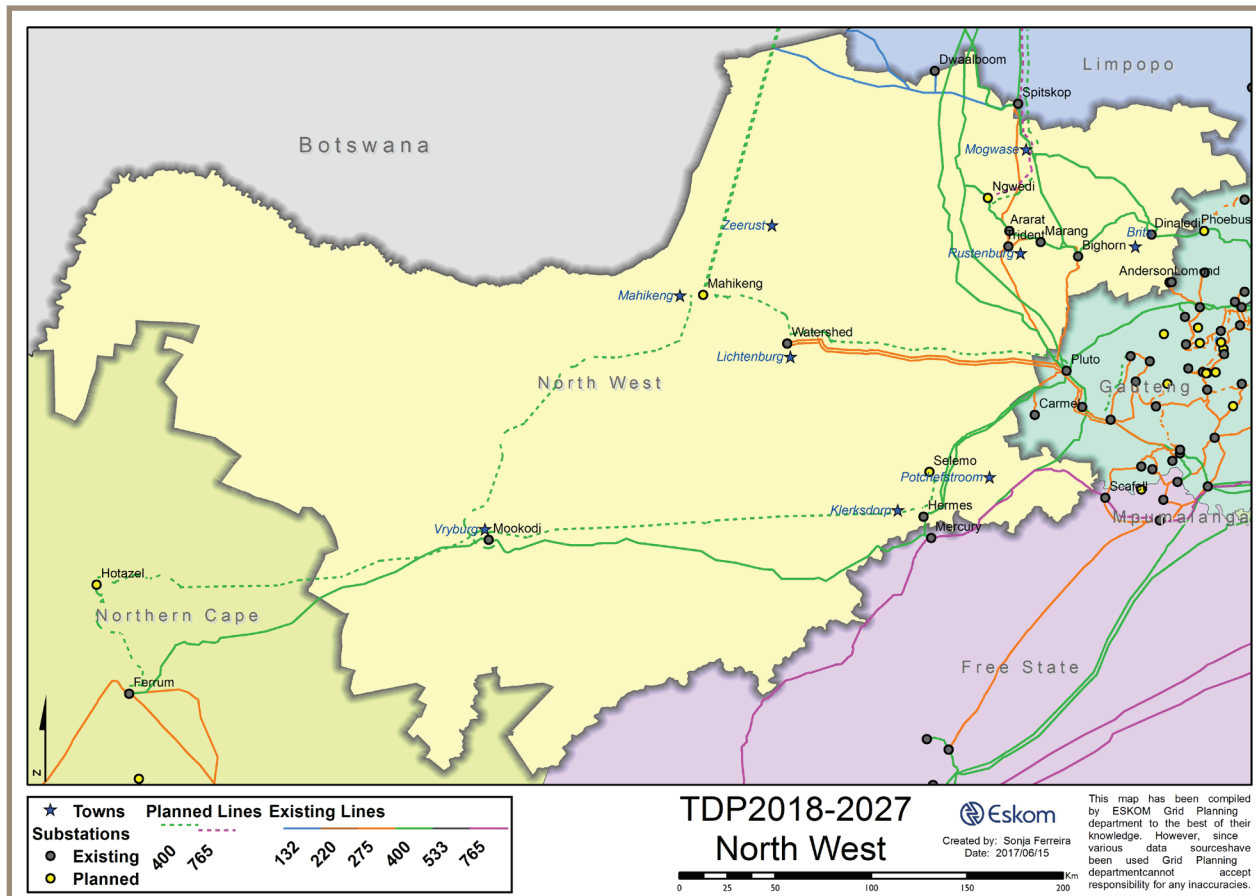 Dwaalboom
Limpopo
Spitskop
Botswana
Mogwase
Ngwedi
Zeerust
Ararat
Trident
Marang
Dinaledi
Phoebus
Brits
Rustenburg
Bighorn
Anderson
Lomond
Mahikeng
Mahikeng
Watershed
Lichtenburg
Pluto
North West
Gauteng
Carmel
Selemo
Potchefstroom
Scafell
Klerksdorp
Hermes
Mpumalanga
Vryburg
Mookodi
Mercury
Hotazel
Northern Cape
Free State
Ferrum
N
Towns
Planned Lines
Existing Lines
Substations
Existing
Planned
400
765
132
220
275
400
533
765
TDP2018-2027
North West
Eskom
Created by: Sonja Ferreira
Date: 2017/06/15
0 25 50 100 150 200
Km
This map has been compiled
by ESKOM Grid Planning
department to the best of their
knowledge. However, since
various data sourceshave
been used Grid Planning
departmentcannot accept
responsibility for any inaccuracies.